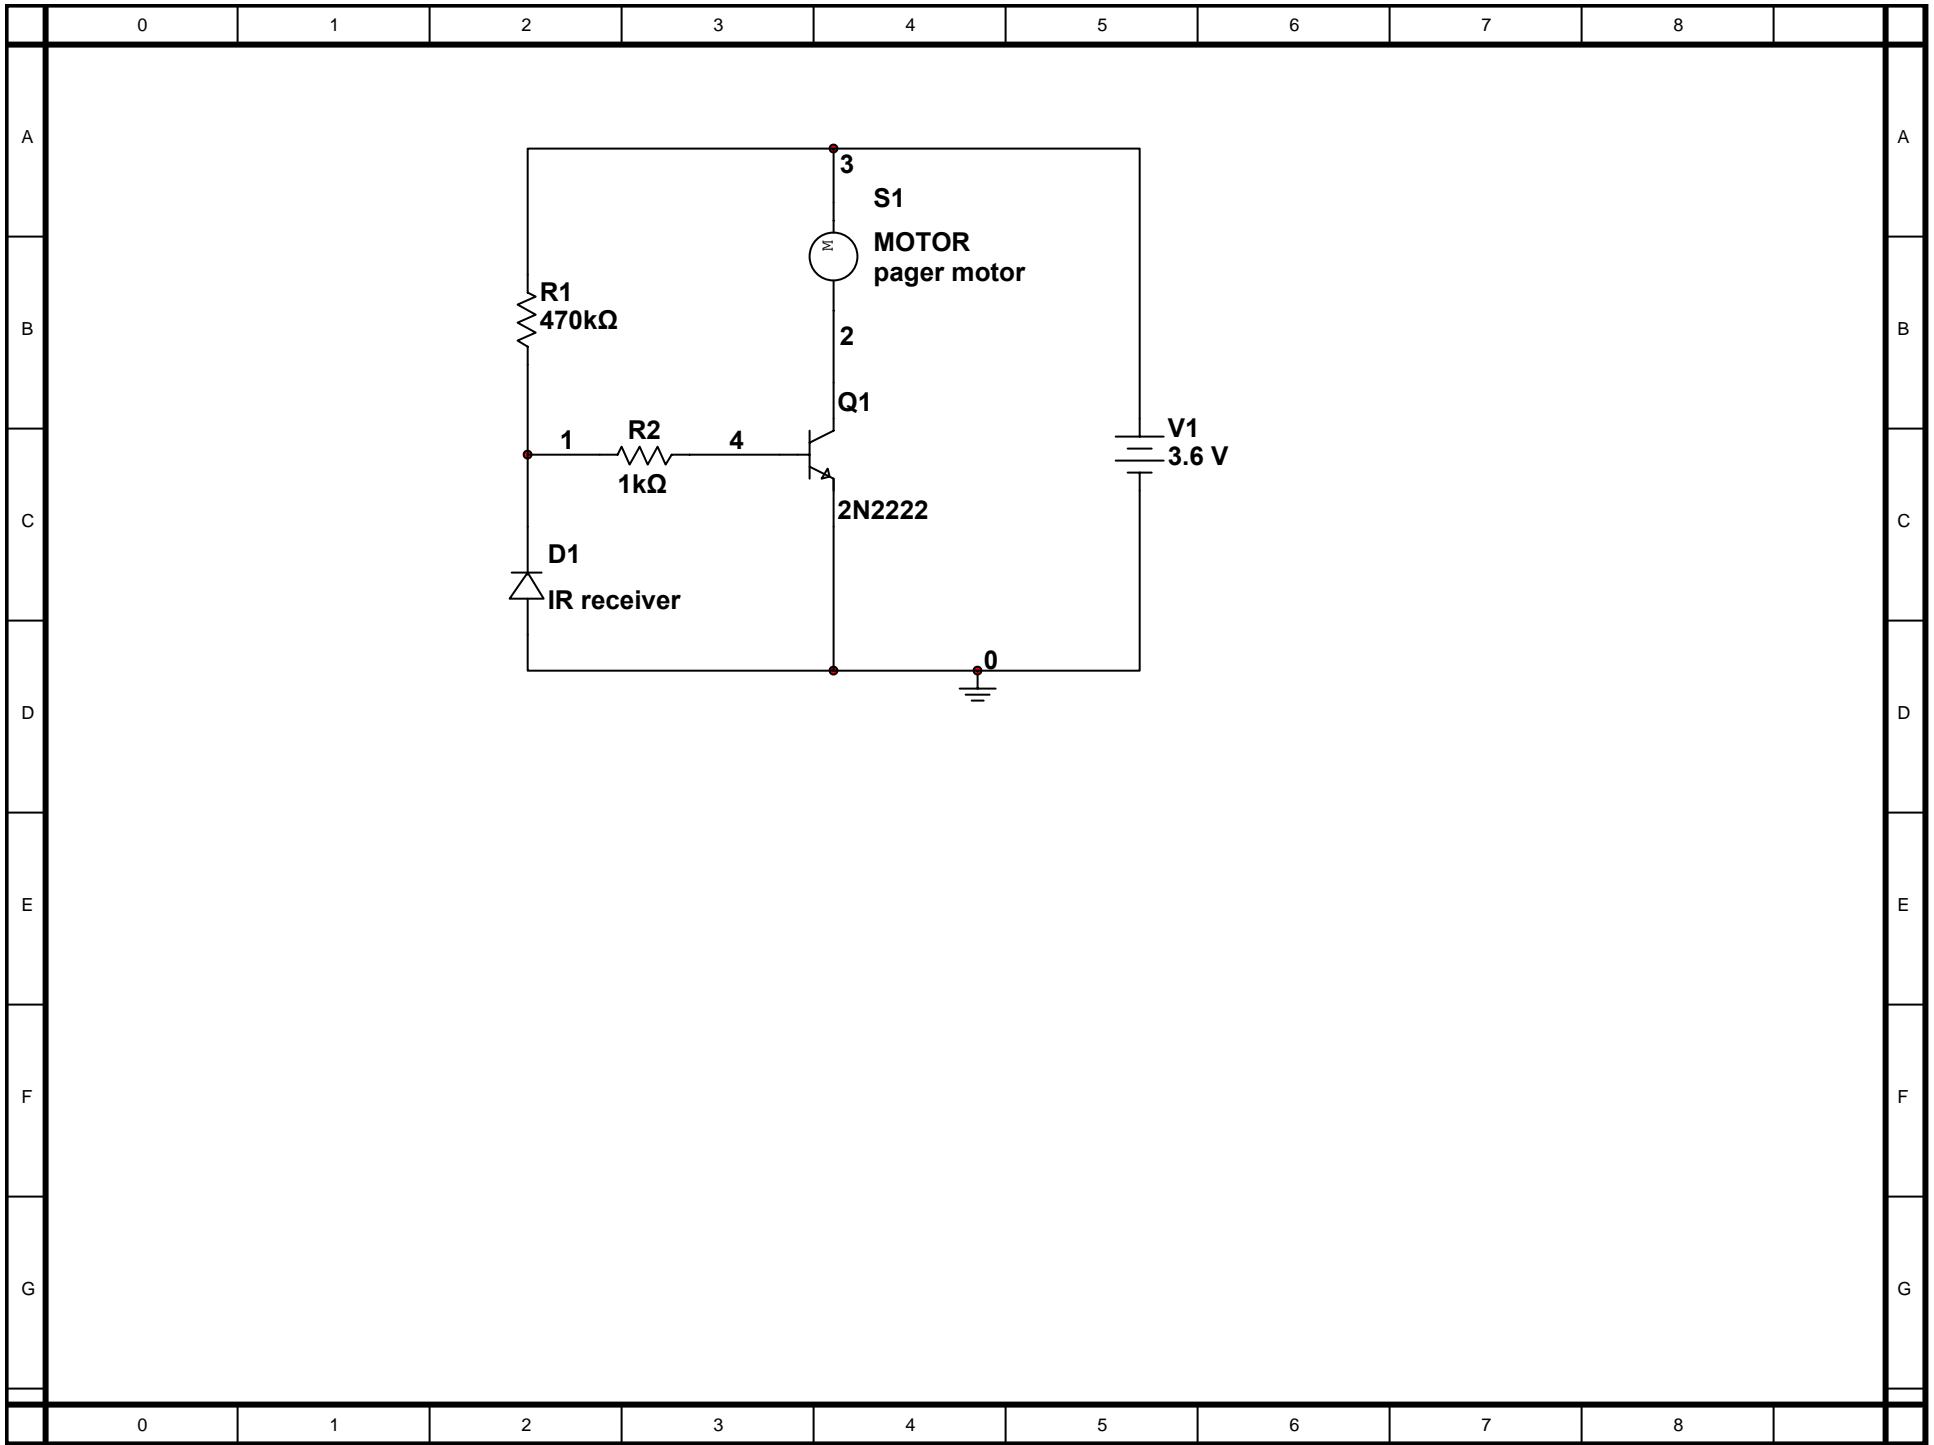 0 1 2 3 4 5 6 7 8
A A
3
S1
MOTOR
pager motor
R1
470kΩ
B B
2
Q1
1 R2 4
1kΩ
V1
3.6 V
2N2222
C C
D1
IR receiver
0
D D
E E
F F
G G
0 1 2 3 4 5 6 7 8
M